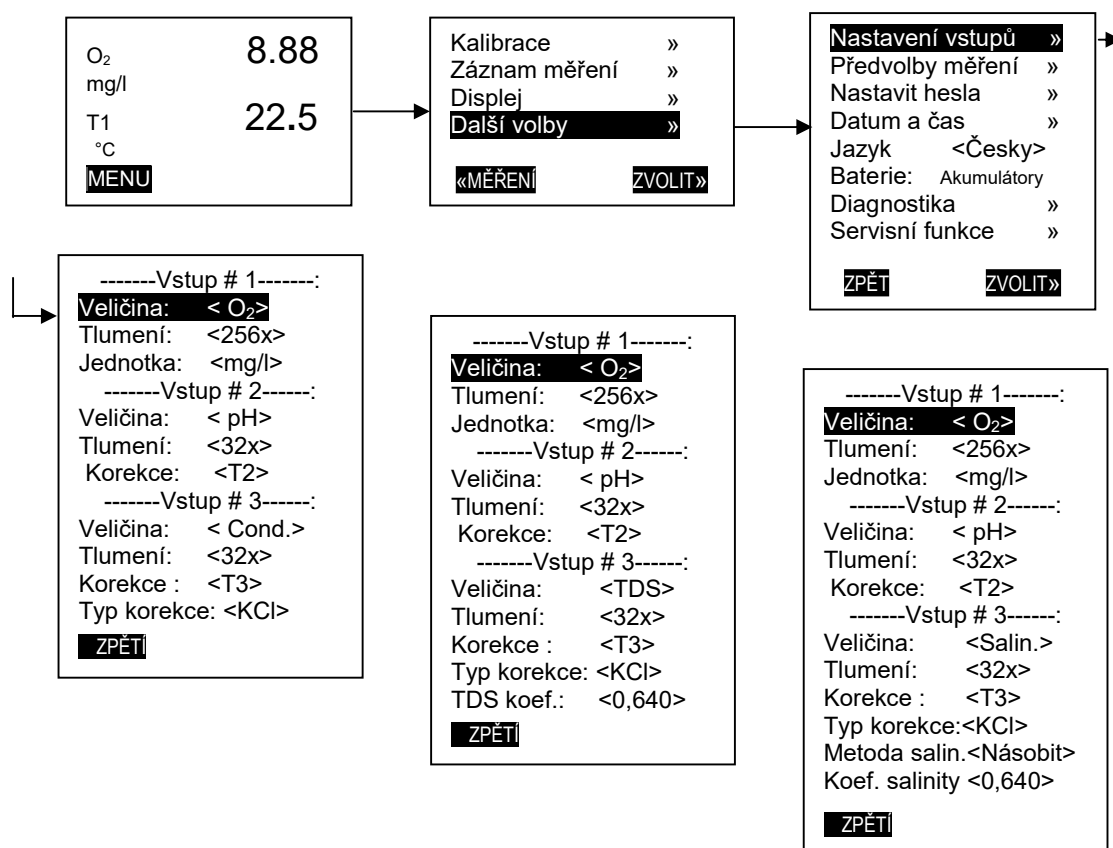 O₂ 8.88
mg/l
T1 22.5
°C
MENU
Kalibrace »
Záznam měření »
Displej »
Další volby »
«MĚŘENÍ ZVOLIT»
Nastavení vstupů »
Předvolby měření »
Nastavit hesla »
Datum a čas »
Jazyk <Česky>
Baterie: Akumulátory
Diagnostika »
Servisní funkce »
ZPĚT ZVOLIT»
-------Vstup # 1-------:
Veličina: < O₂>
Tlumení: <256x>
Jednotka: <mg/l>
-------Vstup # 2------:
Veličina: < pH>
Tlumení: <32x>
Korekce: <T2>
-------Vstup # 3------:
Veličina: < Cond.>
Tlumení: <32x>
Korekce : <T3>
Typ korekce: <KCl>
ZPĚTÍ
-------Vstup # 1-------:
Veličina: < O₂>
Tlumení: <256x>
Jednotka: <mg/l>
-------Vstup # 2------:
Veličina: < pH>
Tlumení: <32x>
Korekce: <T2>
-------Vstup # 3------:
Veličina: <TDS>
Tlumení: <32x>
Korekce : <T3>
Typ korekce: <KCl>
TDS koef.: <0,640>
ZPĚTÍ
-------Vstup # 1-------:
Veličina: < O₂>
Tlumení: <256x>
Jednotka: <mg/l>
-------Vstup # 2------:
Veličina: < pH>
Tlumení: <32x>
Korekce: <T2>
-------Vstup # 3------:
Veličina: <Salin.>
Tlumení: <32x>
Korekce : <T3>
Typ korekce:<KCl>
Metoda salin.<Násobit>
Koef. salinity <0,640>
ZPĚTÍ